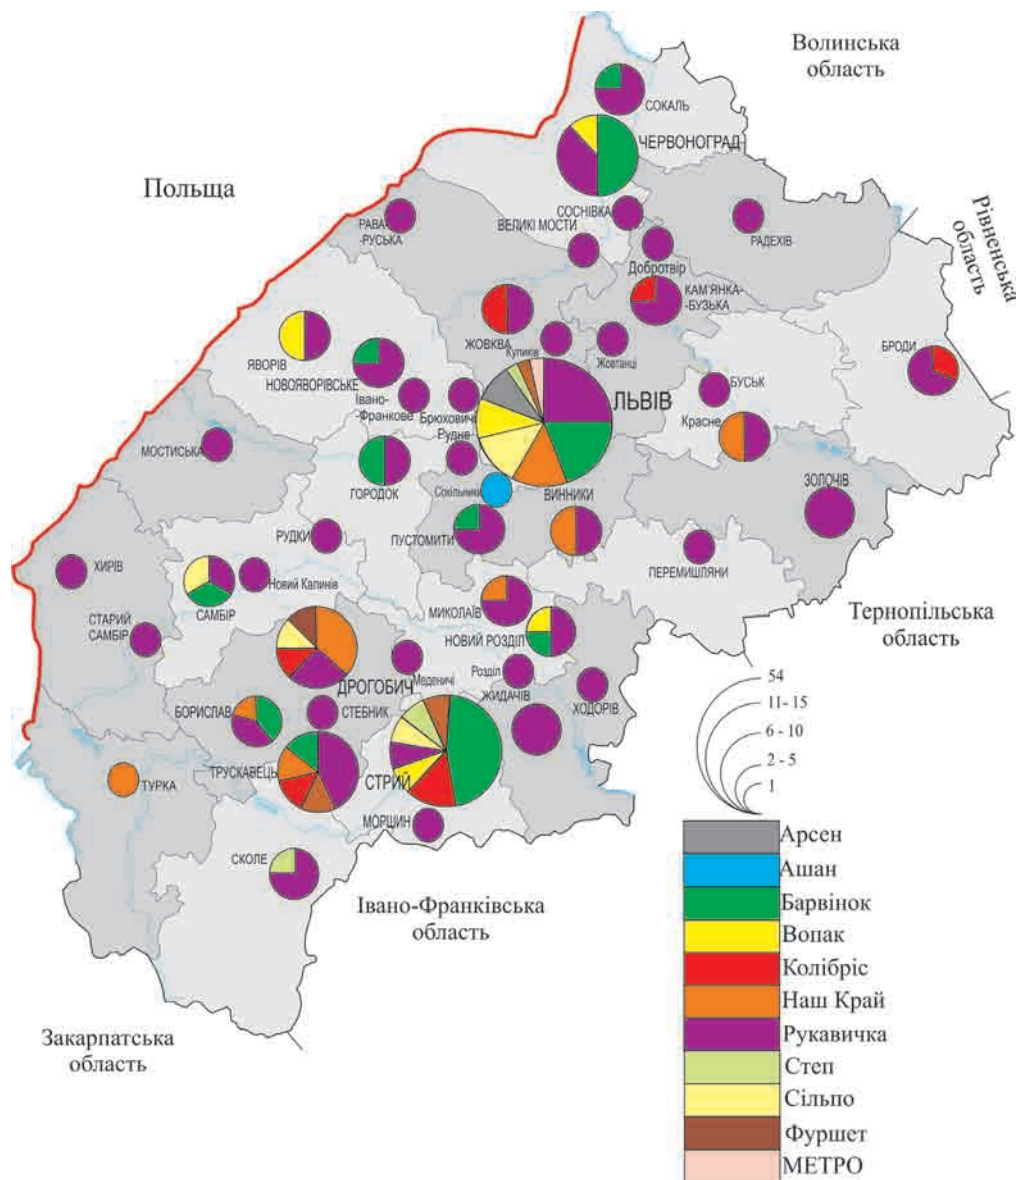 Волинська
область
СОКАЛЬ
ЧЕРВОНОГРАД
Польща
Рівненська
область
СОСНІВКА
ВЕЛИКІ МОСТИ
РАВА-
-РУСЬКА
РАДЕХІВ
Добротвір
КАМ'ЯНКА-
-БУЗЬКА
ЖОВКВА
Куликів
Жовтанці
ЯВОРІВ
НОВОЯВОРІВСЬКЕ
БРОДИ
Івано-
-Франкове
Брюховичі
ЛЬВІВ
БУСЬК
Рудне
Красне
МОСТИСЬКА
ГОРОДОК
Сокільники
ВИННИКИ
ЗОЛОЧІВ
ПУСТОМИТИ
РУДКИ
ПЕРЕМИШЛЯНИ
ХИРІВ
Новий Калинів
САМБІР
МИКОЛАЇВ
СТАРИЙ
САМБІР
НОВИЙ РОЗДІЛ
Тернопільська
область
Розділ
Меденичі
ДРОГОБИЧ
ЖИДАЧІВ
ХОДОРІВ
БОРИСЛАВ
СТЕБНИК
ТРУСКАВЕЦЬ
СТРИЙ
ТУРКА
МОРШИН
СКОЛЕ
54
11- 15
6 - 10
2 - 5
1
Івано-Франківська
область
Закарпатська
область
Арсен
Ашан
Барвінок
Вопак
Колібріс
Наш Край
Рукавичка
Степ
Сільпо
Фуршет
МЕТРО